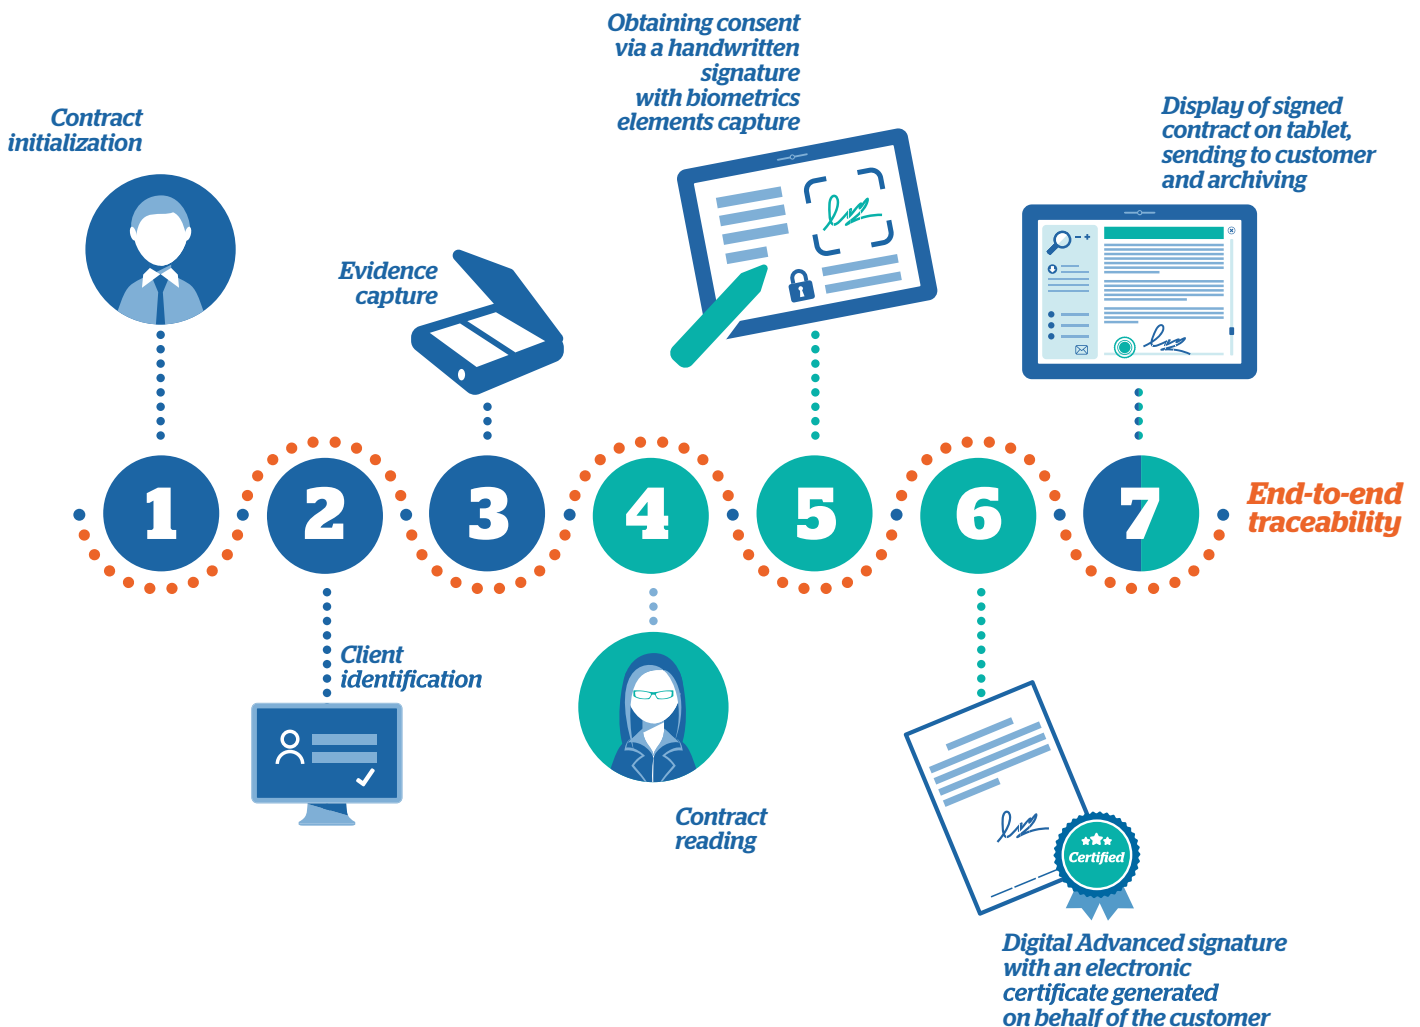 Obtaining consent
via a handwritten
signature
with biometrics
elements capture
Contract
initialization
Display of signed
contract on tablet,
sending to customer
and archiving
Evidence
capture
1
2
3
4
5
6
7
End-to-end
traceability
Client
identification
Contract
reading
Certified
Digital Advanced signature
with an electronic
certificate generated
on behalf of the customer